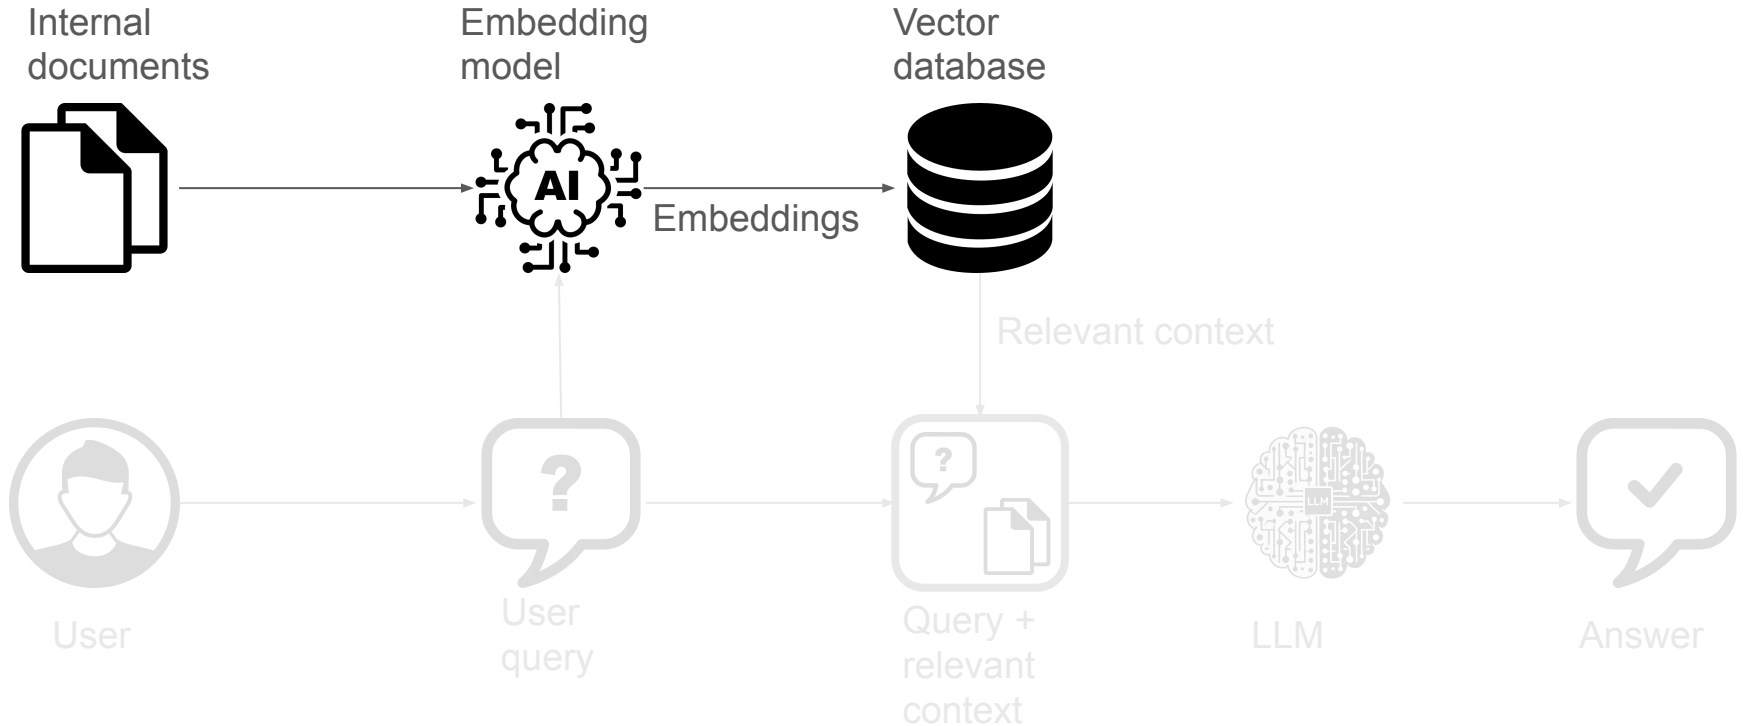 Internal
documents
Embedding
model
Vector
database
AI
Embeddings
Relevant context
?
?
LLM
User
User
query
Query +
relevant
context
LLM
Answer